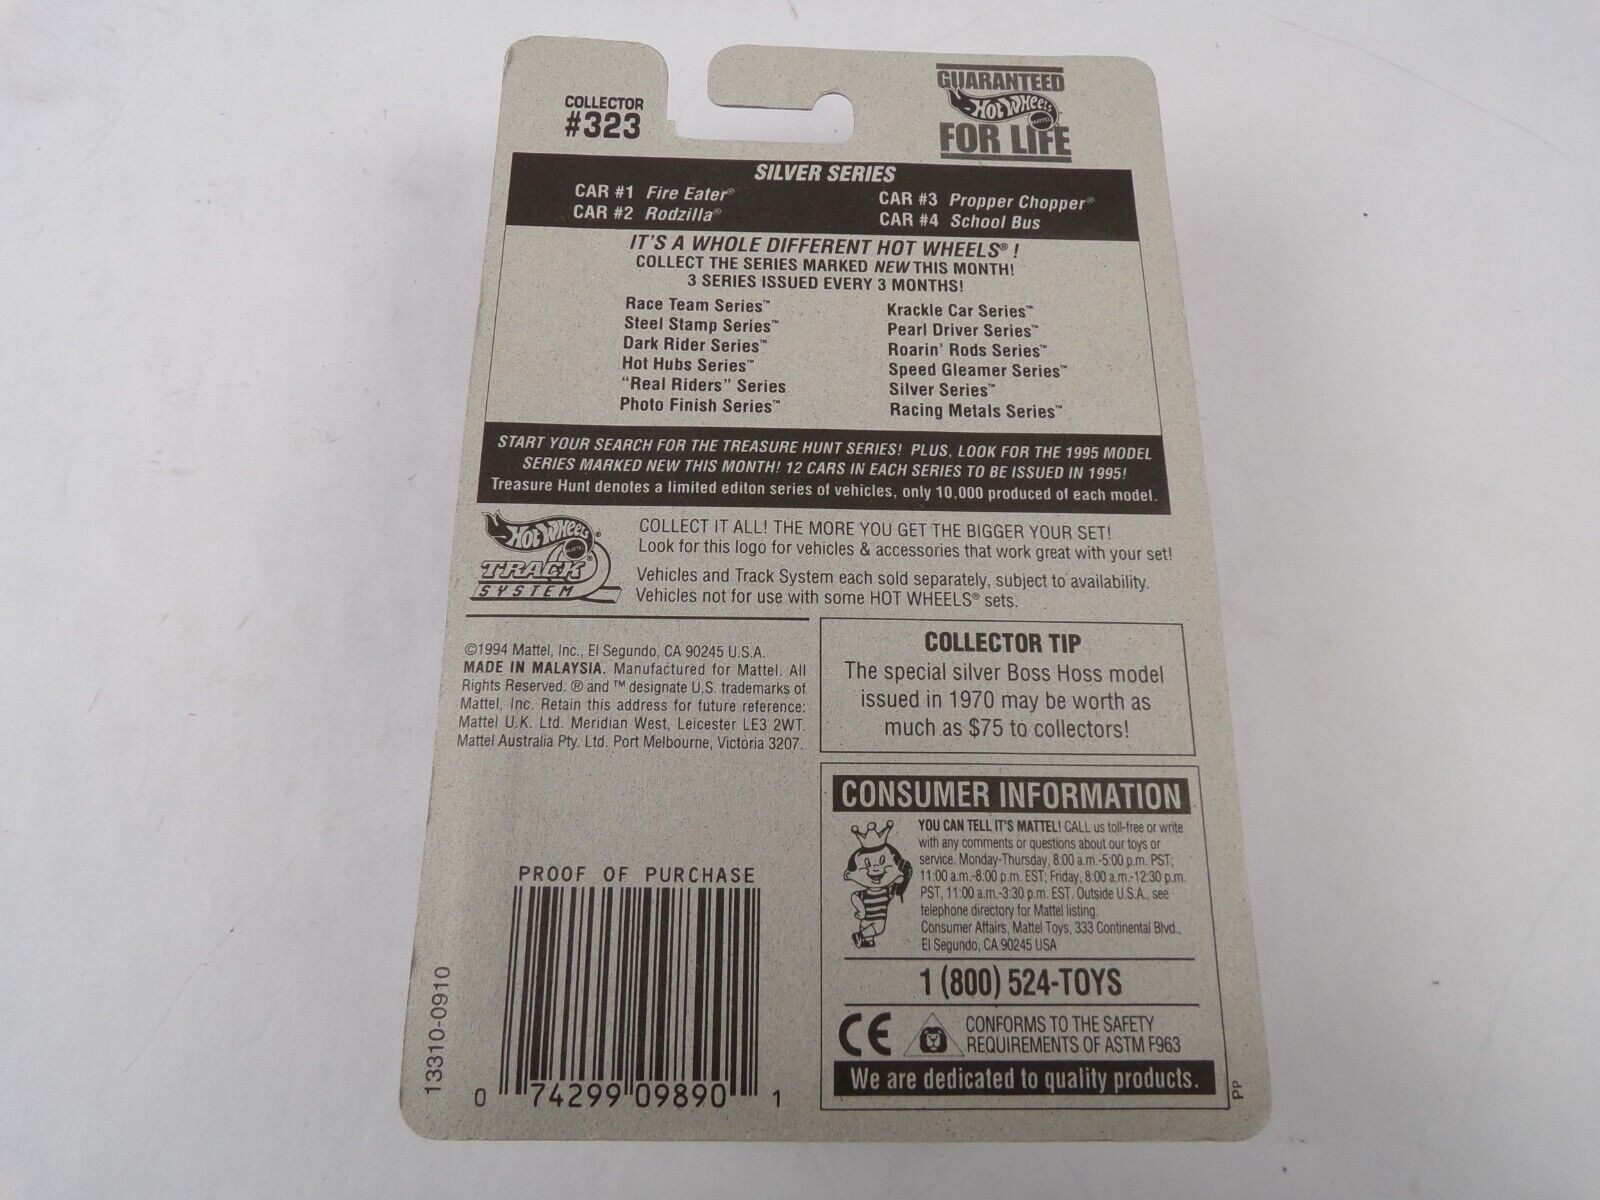 COLLECTOR
#323
GUARANTEED
HOT WHEELS
MATTEL
FOR LIFE
SILVER SERIES
CAR #1 Fire Eater®
CAR #2 Rodzilla®
CAR #3 Propper Chopper®
CAR #4 School Bus
IT'S A WHOLE DIFFERENT HOT WHEELS® !
COLLECT THE SERIES MARKED NEW THIS MONTH!
3 SERIES ISSUED EVERY 3 MONTHS!
Race Team Series™
Steel Stamp Series™
Dark Rider Series™
Hot Hubs Series™
"Real Riders" Series
Photo Finish Series™
Krackle Car Series™
Pearl Driver Series™
Roarin' Rods Series™
Speed Gleamer Series™
Silver Series™
Racing Metals Series™
START YOUR SEARCH FOR THE TREASURE HUNT SERIES! PLUS, LOOK FOR THE 1995 MODEL
SERIES MARKED NEW THIS MONTH! 12 CARS IN EACH SERIES TO BE ISSUED IN 1995!
Treasure Hunt denotes a limited editon series of vehicles, only 10,000 produced of each model.
HOT WHEELS®
MATTEL
TRACK®
SYSTEM
COLLECT IT ALL! THE MORE YOU GET THE BIGGER YOUR SET!
Look for this logo for vehicles & accessories that work great with your set!
Vehicles and Track System each sold separately, subject to availability.
Vehicles not for use with some HOT WHEELS® sets.
©1994 Mattel, Inc., El Segundo, CA 90245 U.S.A.
MADE IN MALAYSIA. Manufactured for Mattel. All
Rights Reserved. ® and ™ designate U.S. trademarks of
Mattel, Inc. Retain this address for future reference:
Mattel U.K. Ltd. Meridian West, Leicester LE3 2WT.
Mattel Australia Pty. Ltd. Port Melbourne, Victoria 3207.
COLLECTOR TIP
The special silver Boss Hoss model
issued in 1970 may be worth as
much as $75 to collectors!
CONSUMER INFORMATION
YOU CAN TELL IT'S MATTEL! CALL us toll-free or write
with any comments or questions about our toys or
service. Monday-Thursday, 8:00 a.m.-5:00 p.m. PST;
11:00 a.m.-8:00 p.m. EST; Friday, 8:00 a.m.-12:30 p.m.
PST, 11:00 a.m.-3:30 p.m. EST. Outside U.S.A., see
telephone directory for Mattel listing.
Consumer Affairs, Mattel Toys, 333 Continental Blvd.,
El Segundo, CA 90245 USA
1 (800) 524-TOYS
CE
CONFORMS TO THE SAFETY
REQUIREMENTS OF ASTM F963
We are dedicated to quality products.
PP
PROOF OF PURCHASE
0 74299 09890 1
13310-0910